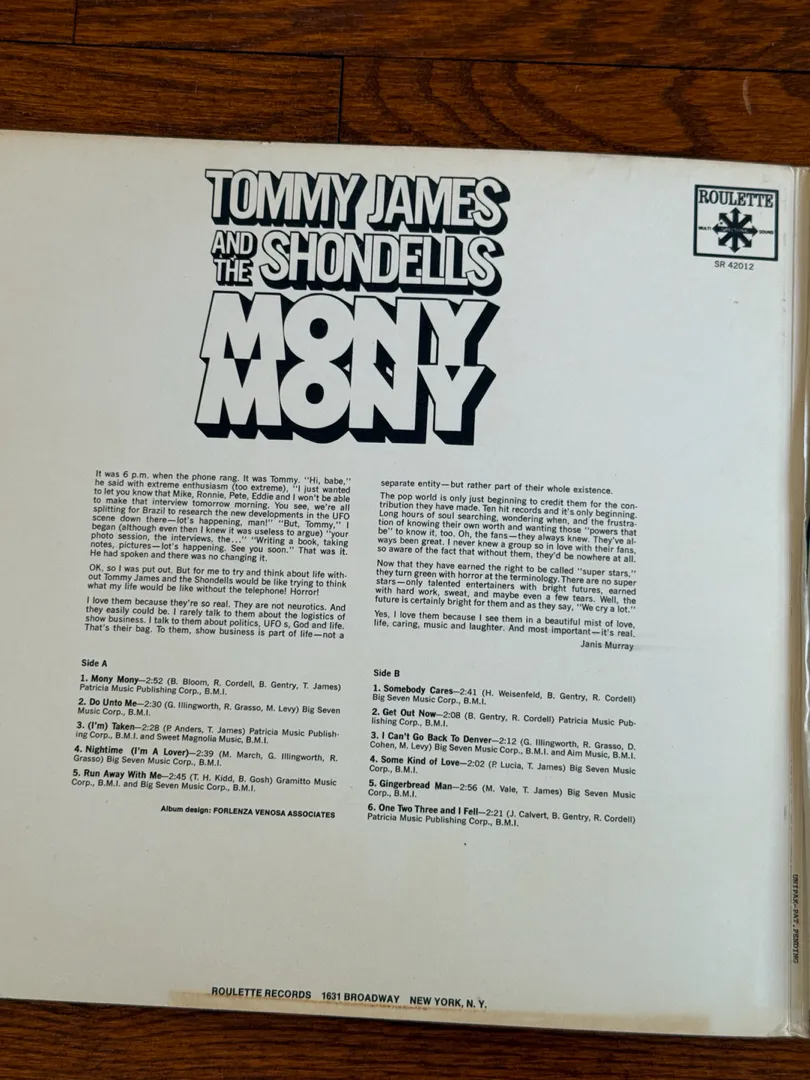 TOMMY JAMES
AND THE SHONDELLS
MONY
MONY
ROULETTE
MULTI DIRECTIONAL SOUND
SR 42012
It was 6 p.m. when the phone rang. It was Tommy. "Hi, babe,"
he said with extreme enthusiasm (too extreme), "I just wanted
to let you know that Mike, Ronnie, Pete, Eddie and I won't be able
to make that interview tomorrow morning. You see, we're all
splitting for Brazil to research the new developments in the UFO
scene down there—lot's happening, man!" "But, Tommy," I
began (although even then I knew it was useless to argue) "your
photo session, the interviews, the..." "Writing a book, taking
notes, pictures—lot's happening. See you soon." That was it.
He had spoken and there was no changing it.
OK, so I was put out. But for me to try and think about life with-
out Tommy James and the Shondells would be like trying to think
what my life would be like without the telephone! Horror!
I love them because they're so real. They are not neurotics. And
they easily could be. I rarely talk to them about the logistics of
show business. I talk to them about politics, UFO s, God and life.
That's their bag. To them, show business is part of life—not a
separate entity—but rather part of their whole existence.
The pop world is only just beginning to credit them for the con-
tribution they have made. Ten hit records and it's only beginning.
Long hours of soul searching, wondering when, and the frustra-
tion of knowing their own worth and wanting those "powers that
be" to know it, too. Oh, the fans—they always knew. They've al-
ways been great. I never knew a group so in love with their fans,
so aware of the fact that without them, they'd be nowhere at all.
Now that they have earned the right to be called "super stars,"
they turn green with horror at the terminology. There are no super
stars—only talented entertainers with bright futures, earned
with hard work, sweat, and maybe even a few tears. Well, the
future is certainly bright for them and as they say, "We cry a lot."
Yes, I love them because I see them in a beautiful mist of love,
life, caring, music and laughter. And most important—it's real.
Janis Murray
Side A
1. Mony Mony—2:52 (B. Bloom, R. Cordell, B. Gentry, T. James)
Patricia Music Publishing Corp., B.M.I.
2. Do Unto Me—2:30 (G. Illingworth, R. Grasso, M. Levy) Big Seven
Music Corp., B.M.I.
3. (I'm) Taken—2:28 (P. Anders, T. James) Patricia Music Publish-
ing Corp., B.M.I. and Sweet Magnolia Music, B.M.I.
4. Nightime (I'm A Lover)—2:39 (M. March, G. Illingworth, R.
Grasso) Big Seven Music Corp., B.M.I.
5. Run Away With Me—2:45 (T. H. Kidd, B. Gosh) Gramitto Music
Corp., B.M.I. and Big Seven Music Corp., B.M.I.
Album design: FORLENZA VENOSA ASSOCIATES
Side B
1. Somebody Cares—2:41 (H. Weisenfeld, B. Gentry, R. Cordell)
Big Seven Music Corp., B.M.I.
2. Get Out Now—2:08 (B. Gentry, R. Cordell) Patricia Music Pub-
lishing Corp., B.M.I.
3. I Can't Go Back To Denver—2:12 (G. Illingworth, R. Grasso, D.
Cohen, M. Levy) Big Seven Music Corp., B.M.I. and Aim Music, B.M.I.
4. Some Kind of Love—2:02 (P. Lucia, T. James) Big Seven Music
Corp., B.M.I.
5. Gingerbread Man—2:56 (M. Vale, T. James) Big Seven Music
Corp., B.M.I.
6. One Two Three and I Fell—2:21 (J. Calvert, B. Gentry, R. Cordell)
Patricia Music Publishing Corp., B.M.I.
UNIPAK-PAT. PENDING
ROULETTE RECORDS 1631 BROADWAY NEW YORK, N. Y.